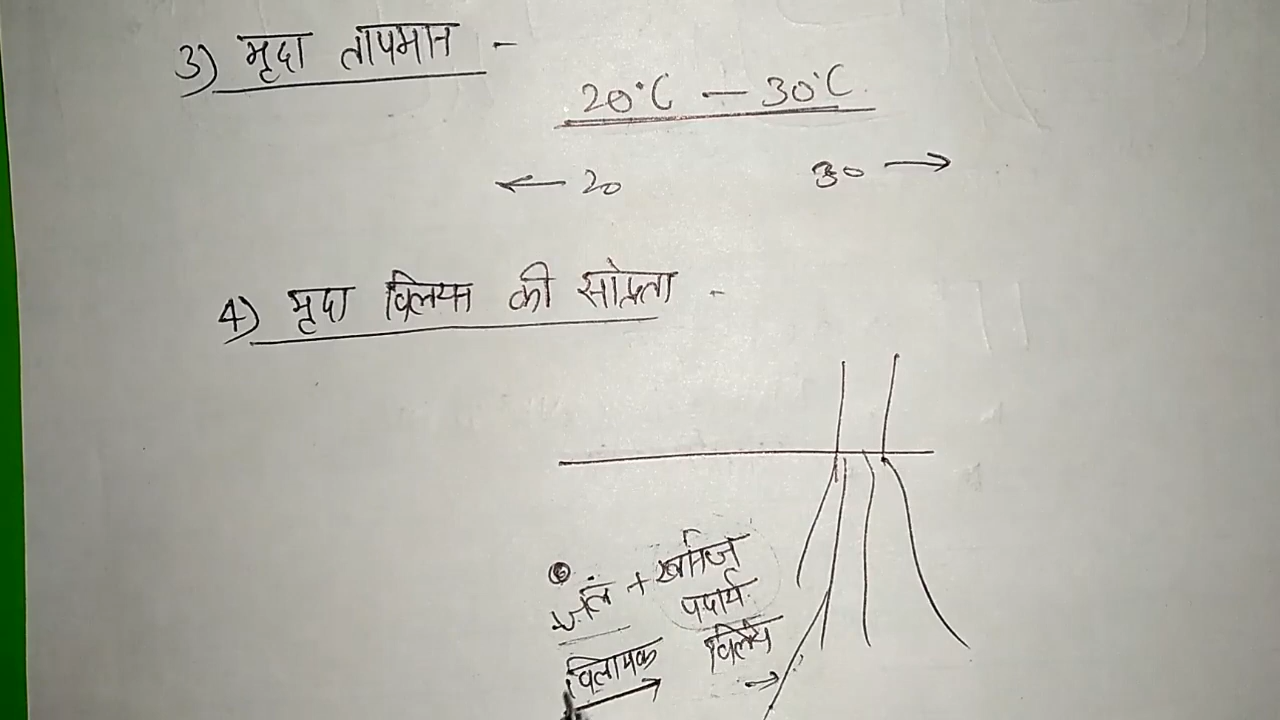 3) मृदा तापमान -
20°C — 30°C
← 20 30 →
4) मृदा विलयन की सांद्रता -
जल + खनिज
पदार्थ
विलायक विलेय